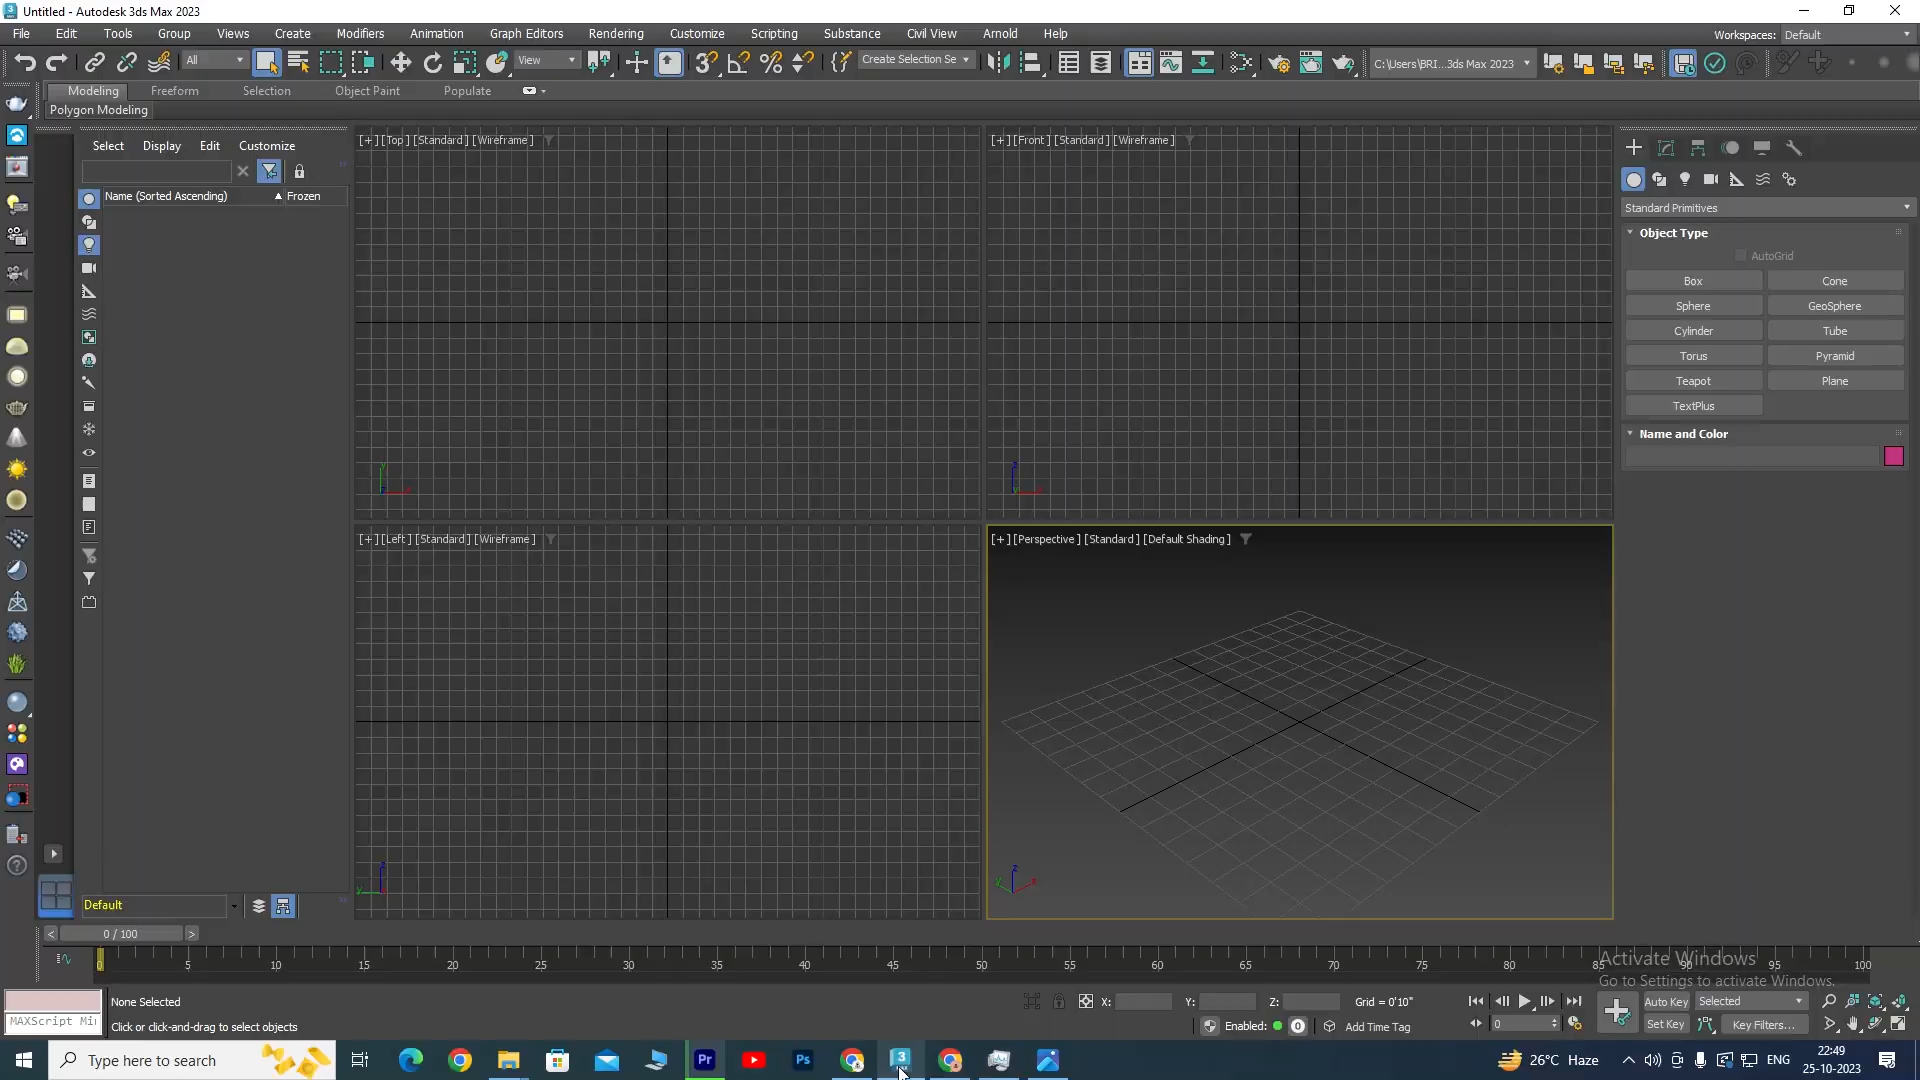 Untitled - Autodesk 3ds Max 2023
File Edit Tools Group Views Create Modifiers Animation Graph Editors Rendering Customize Scripting Substance Civil View Arnold Help
Workspaces: Default
All
View
Create Selection Se
C:\Users\BRI...3ds Max 2023
Modeling Freeform Selection Object Paint Populate
Polygon Modeling
Select Display Edit Customize
Name (Sorted Ascending) Frozen
[+] [Top] [Standard] [Wireframe]
[+] [Front] [Standard] [Wireframe]
[+] [Left] [Standard] [Wireframe]
[+] [Perspective] [Standard] [Default Shading]
Standard Primitives
Object Type
AutoGrid
Box Cone
Sphere GeoSphere
Cylinder Tube
Torus Pyramid
Teapot Plane
TextPlus
Name and Color
Default
< 0 / 100 >
0 5 10 15 20 25 30 35 40 45 50 55 60 65 70 75 80 85 90 95 100
Activate Windows
Go to Settings to activate Windows.
None Selected
X: Y: Z: Grid = 0'10"
Auto Key Selected
MAXScript Mi
Click or click-and-drag to select objects
Enabled: 0 Add Time Tag
0
Set Key Key Filters...
Type here to search
26°C Haze
ENG
22:49
25-10-2023